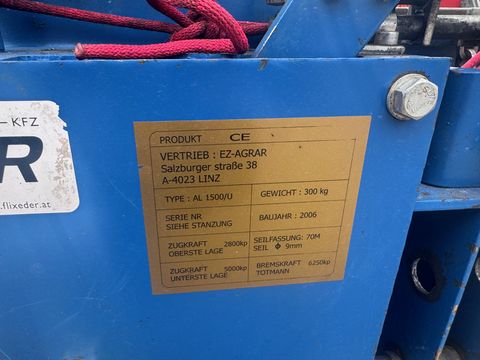 – KFZ
R
.flixeder.at
PRODUKT CE
VERTRIEB : EZ-AGRAR
Salzburger straße 38
A-4023 LINZ
TYPE : AL 1500/U GEWICHT : 300 kg
SERIE NR
SIEHE STANZUNG
BAUJAHR : 2006
ZUGKRAFT 2800kp
OBERSTE LAGE
SEILFASSUNG: 70M
SEIL Φ 9mm
ZUGKRAFT 5000kp
UNTERSTE LAGE
BREMSKRAFT 6250kp
TOTMANN